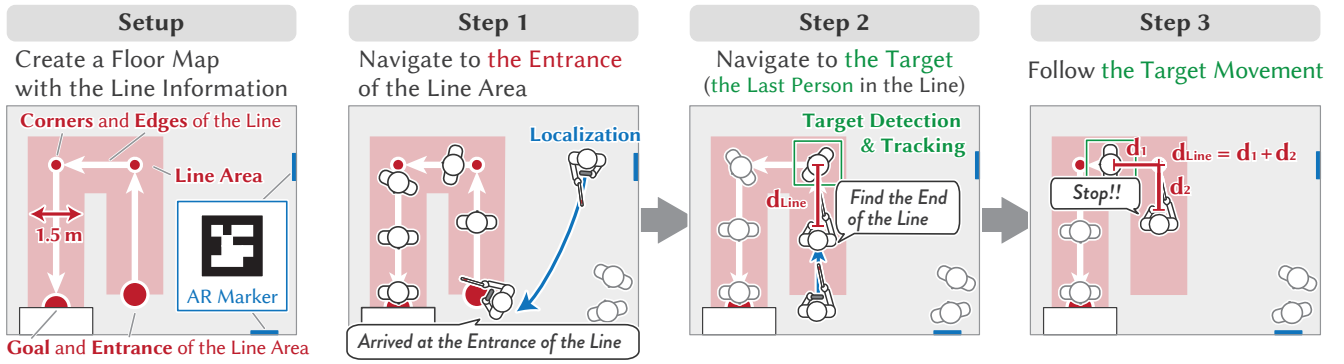 Setup
Create a Floor Map
with the Line Information
Corners and Edges of the Line
Line Area
1.5 m
AR Marker
Goal and Entrance of the Line Area
Step 1
Navigate to the Entrance
of the Line Area
Localization
Arrived at the Entrance of the Line
Step 2
Navigate to the Target
(the Last Person in the Line)
Target Detection
& Tracking
dLine
Find the End
of the Line
Step 3
Follow the Target Movement
d1
dLine = d1 + d2
d2
Stop!!